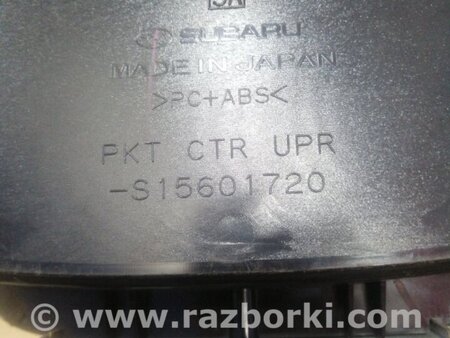 SUBARU
MADE IN JAPAN
>PC+ABS<
PKT CTR UPR
-S15601720
www.razborki.com